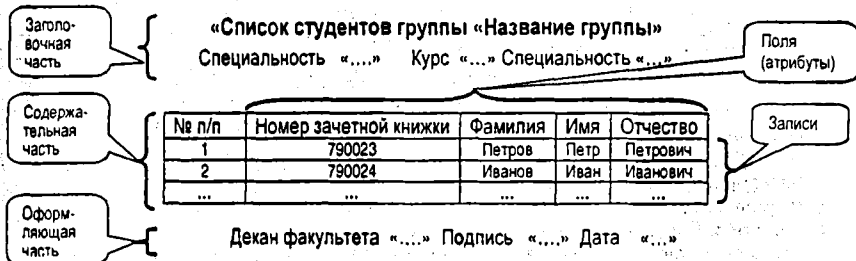 Заголо-
вочная
часть
«Список студентов группы «Название группы»
Специальность «....» Курс «...» Специальность «...»
Поля
(атрибуты)
Содержа-
тельная
часть
№ п/п Номер зачетной книжки Фамилия Имя Отчество
1 790023 Петров Петр Петрович
2 790024 Иванов Иван Иванович
... ... ... ... ...
Записи
Оформ-
ляющая
часть
Декан факультета «....» Подпись «....» Дата «...»